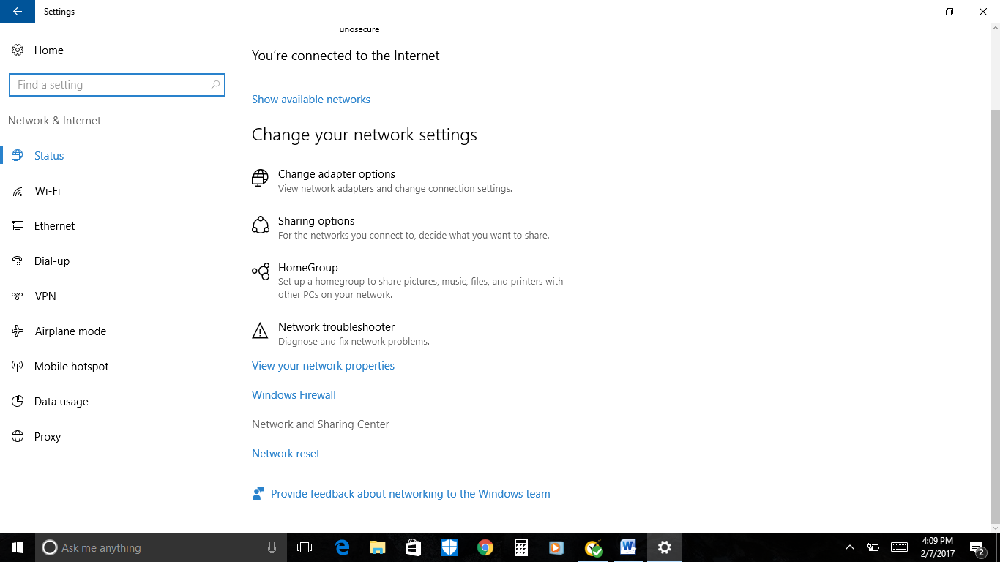 Settings
unosecure
Home
You're connected to the Internet
Find a setting
Show available networks
Network & Internet
Change your network settings
Status
Wi-Fi
Ethernet
Dial-up
VPN
Airplane mode
Mobile hotspot
Data usage
Proxy
Change adapter options
View network adapters and change connection settings.
Sharing options
For the networks you connect to, decide what you want to share.
HomeGroup
Set up a homegroup to share pictures, music, files, and printers with
other PCs on your network.
Network troubleshooter
Diagnose and fix network problems.
View your network properties
Windows Firewall
Network and Sharing Center
Network reset
Provide feedback about networking to the Windows team
Ask me anything
4:09 PM
2/7/2017
2